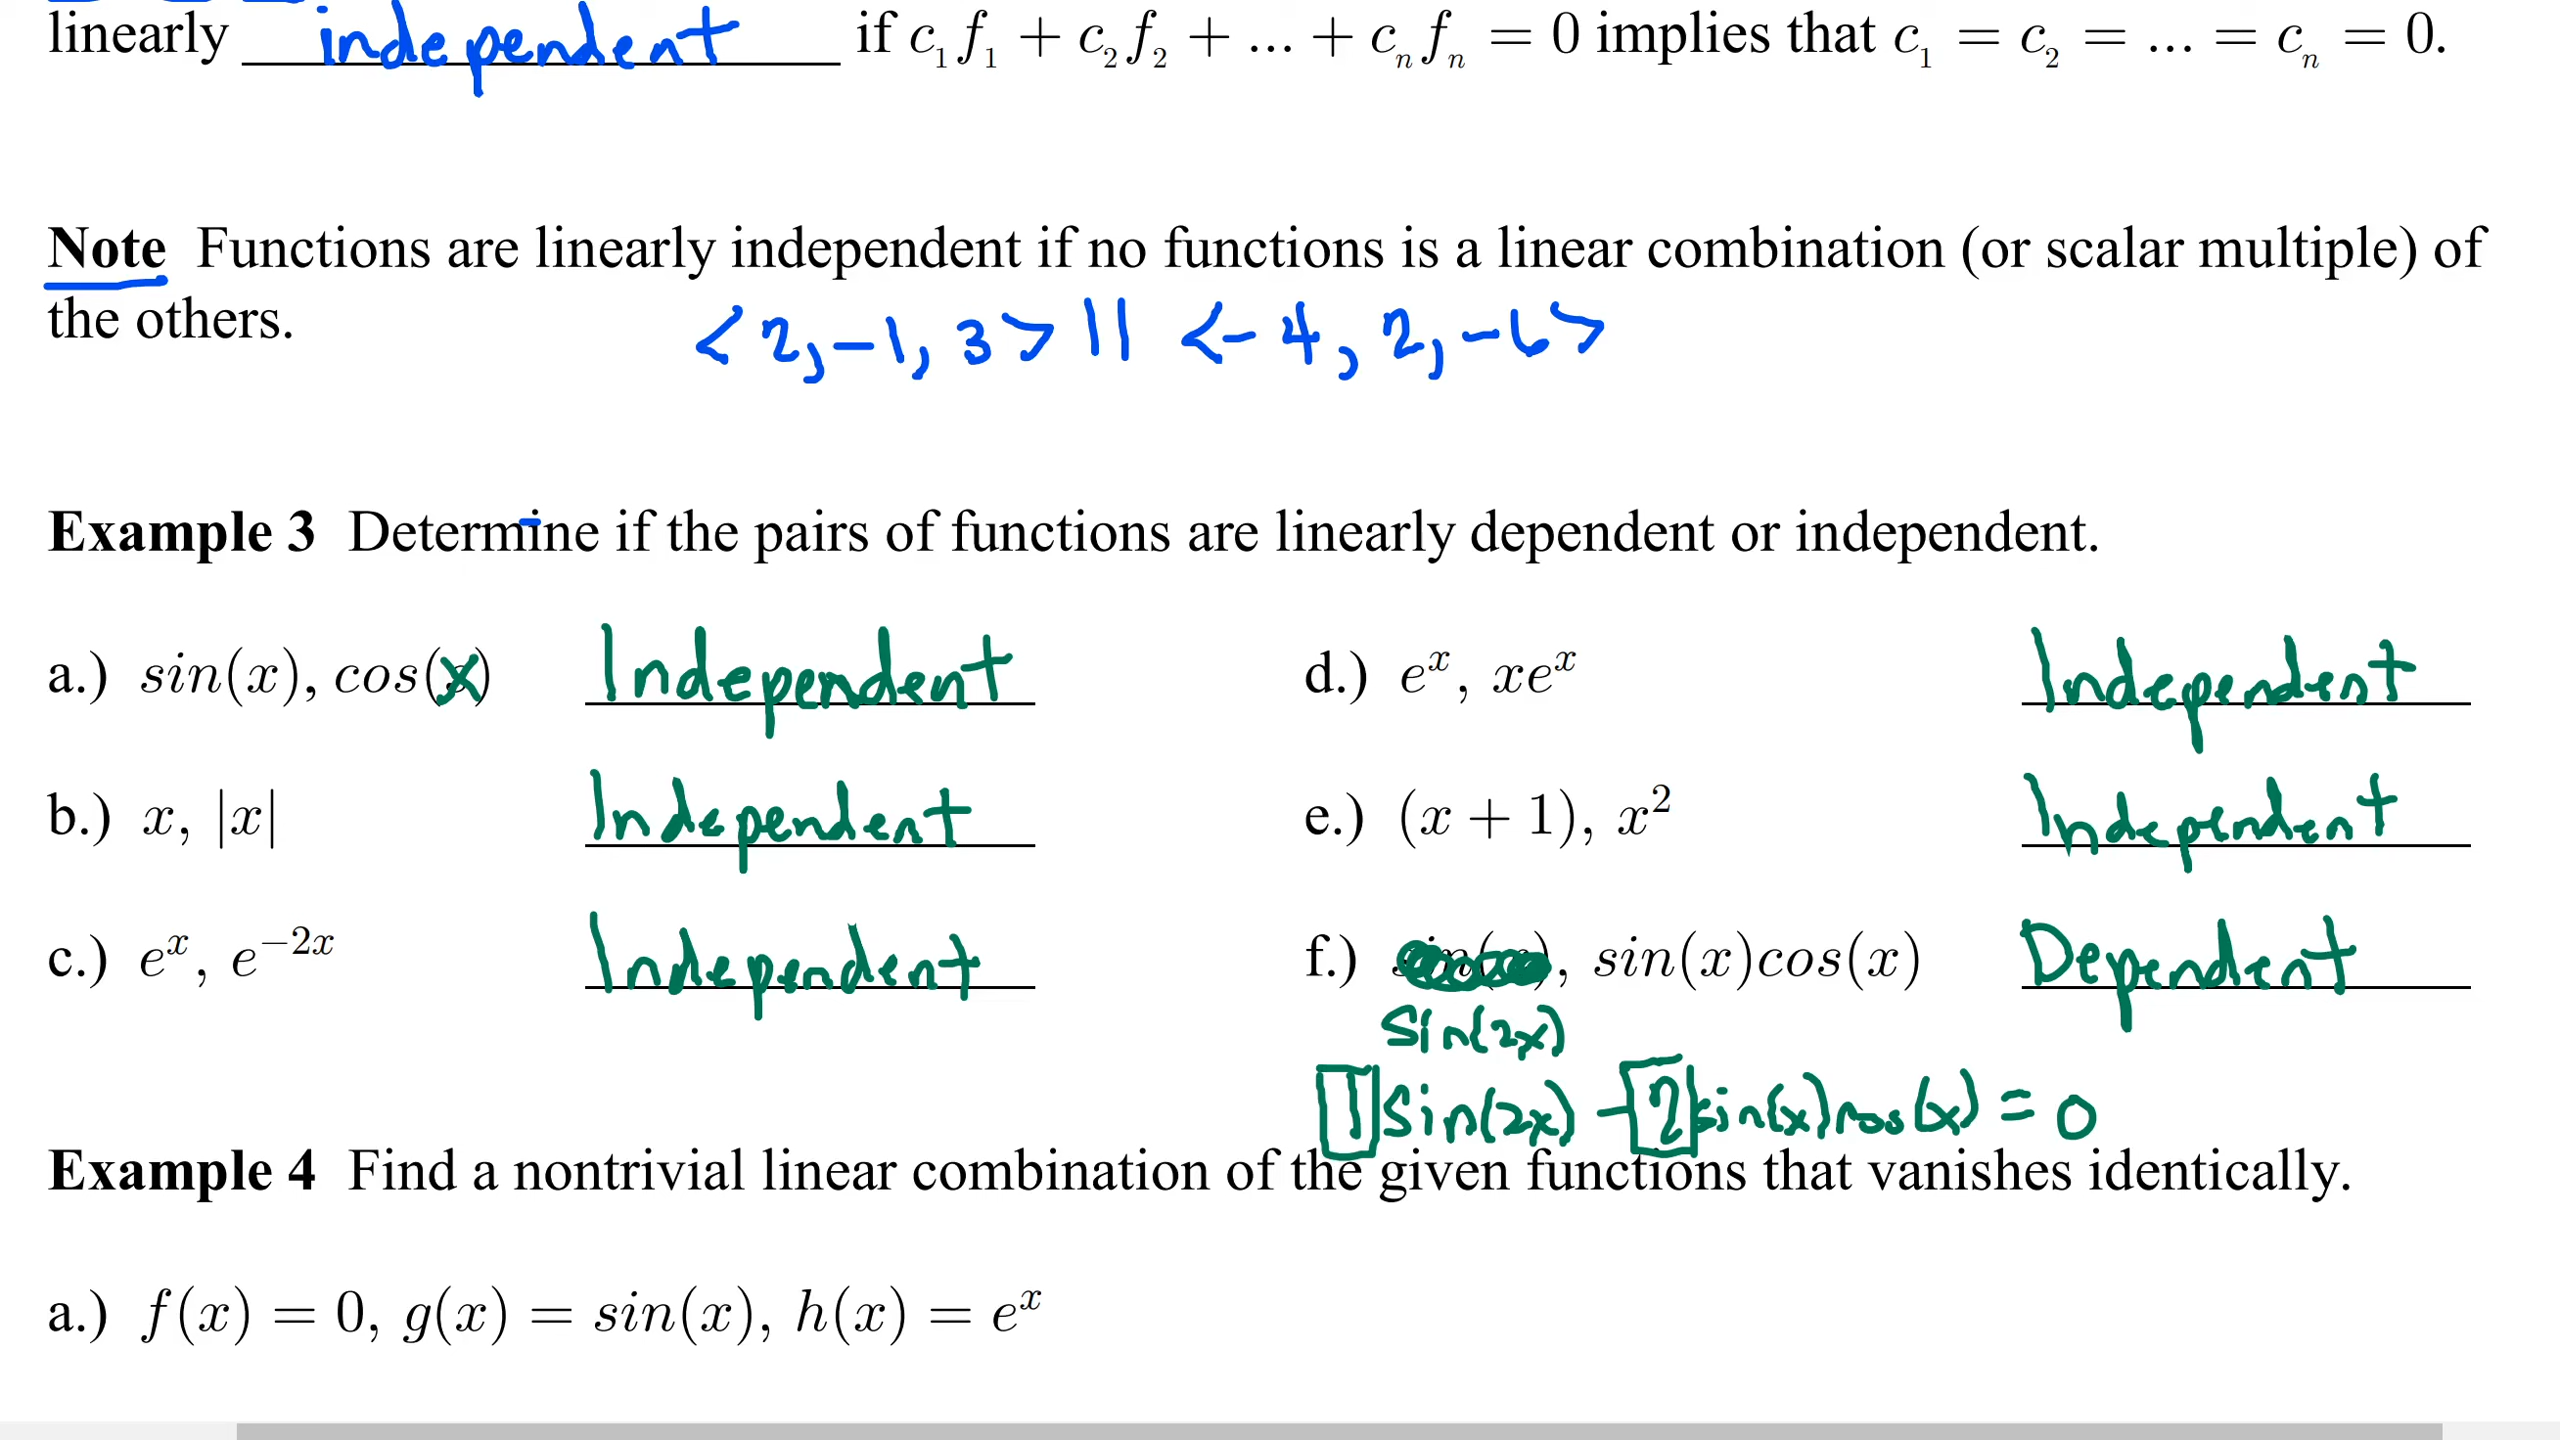 linearly independent if c₁f₁ + c₂f₂ + ... + cₙfₙ = 0 implies that c₁ = c₂ = ... = cₙ = 0.
Note Functions are linearly independent if no functions is a linear combination (or scalar multiple) of
the others.
<2, -1, 3> || <-4, 2, -6>
Example 3 Determine if the pairs of functions are linearly dependent or independent.
a.) sin(x), cos(x) Independent
d.) eˣ, xeˣ Independent
b.) x, |x| Independent
e.) (x + 1), x² Independent
c.) eˣ, e⁻²ˣ Independent
f.) , sin(x)cos(x) Dependent
sin(2x)
1 sin(2x) - 2 sin(x)cos(x) = 0
Example 4 Find a nontrivial linear combination of the given functions that vanishes identically.
a.) f(x) = 0, g(x) = sin(x), h(x) = eˣ